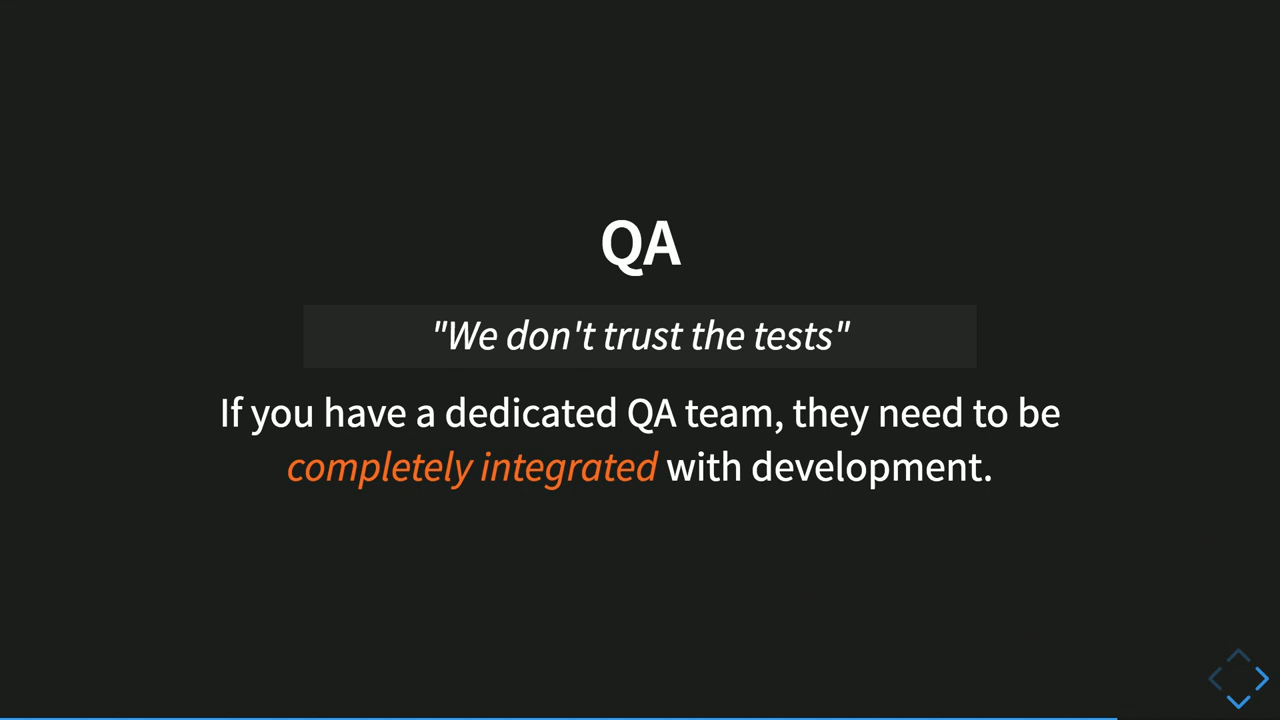 QA
"We don't trust the tests"
If you have a dedicated QA team, they need to be
completely integrated with development.